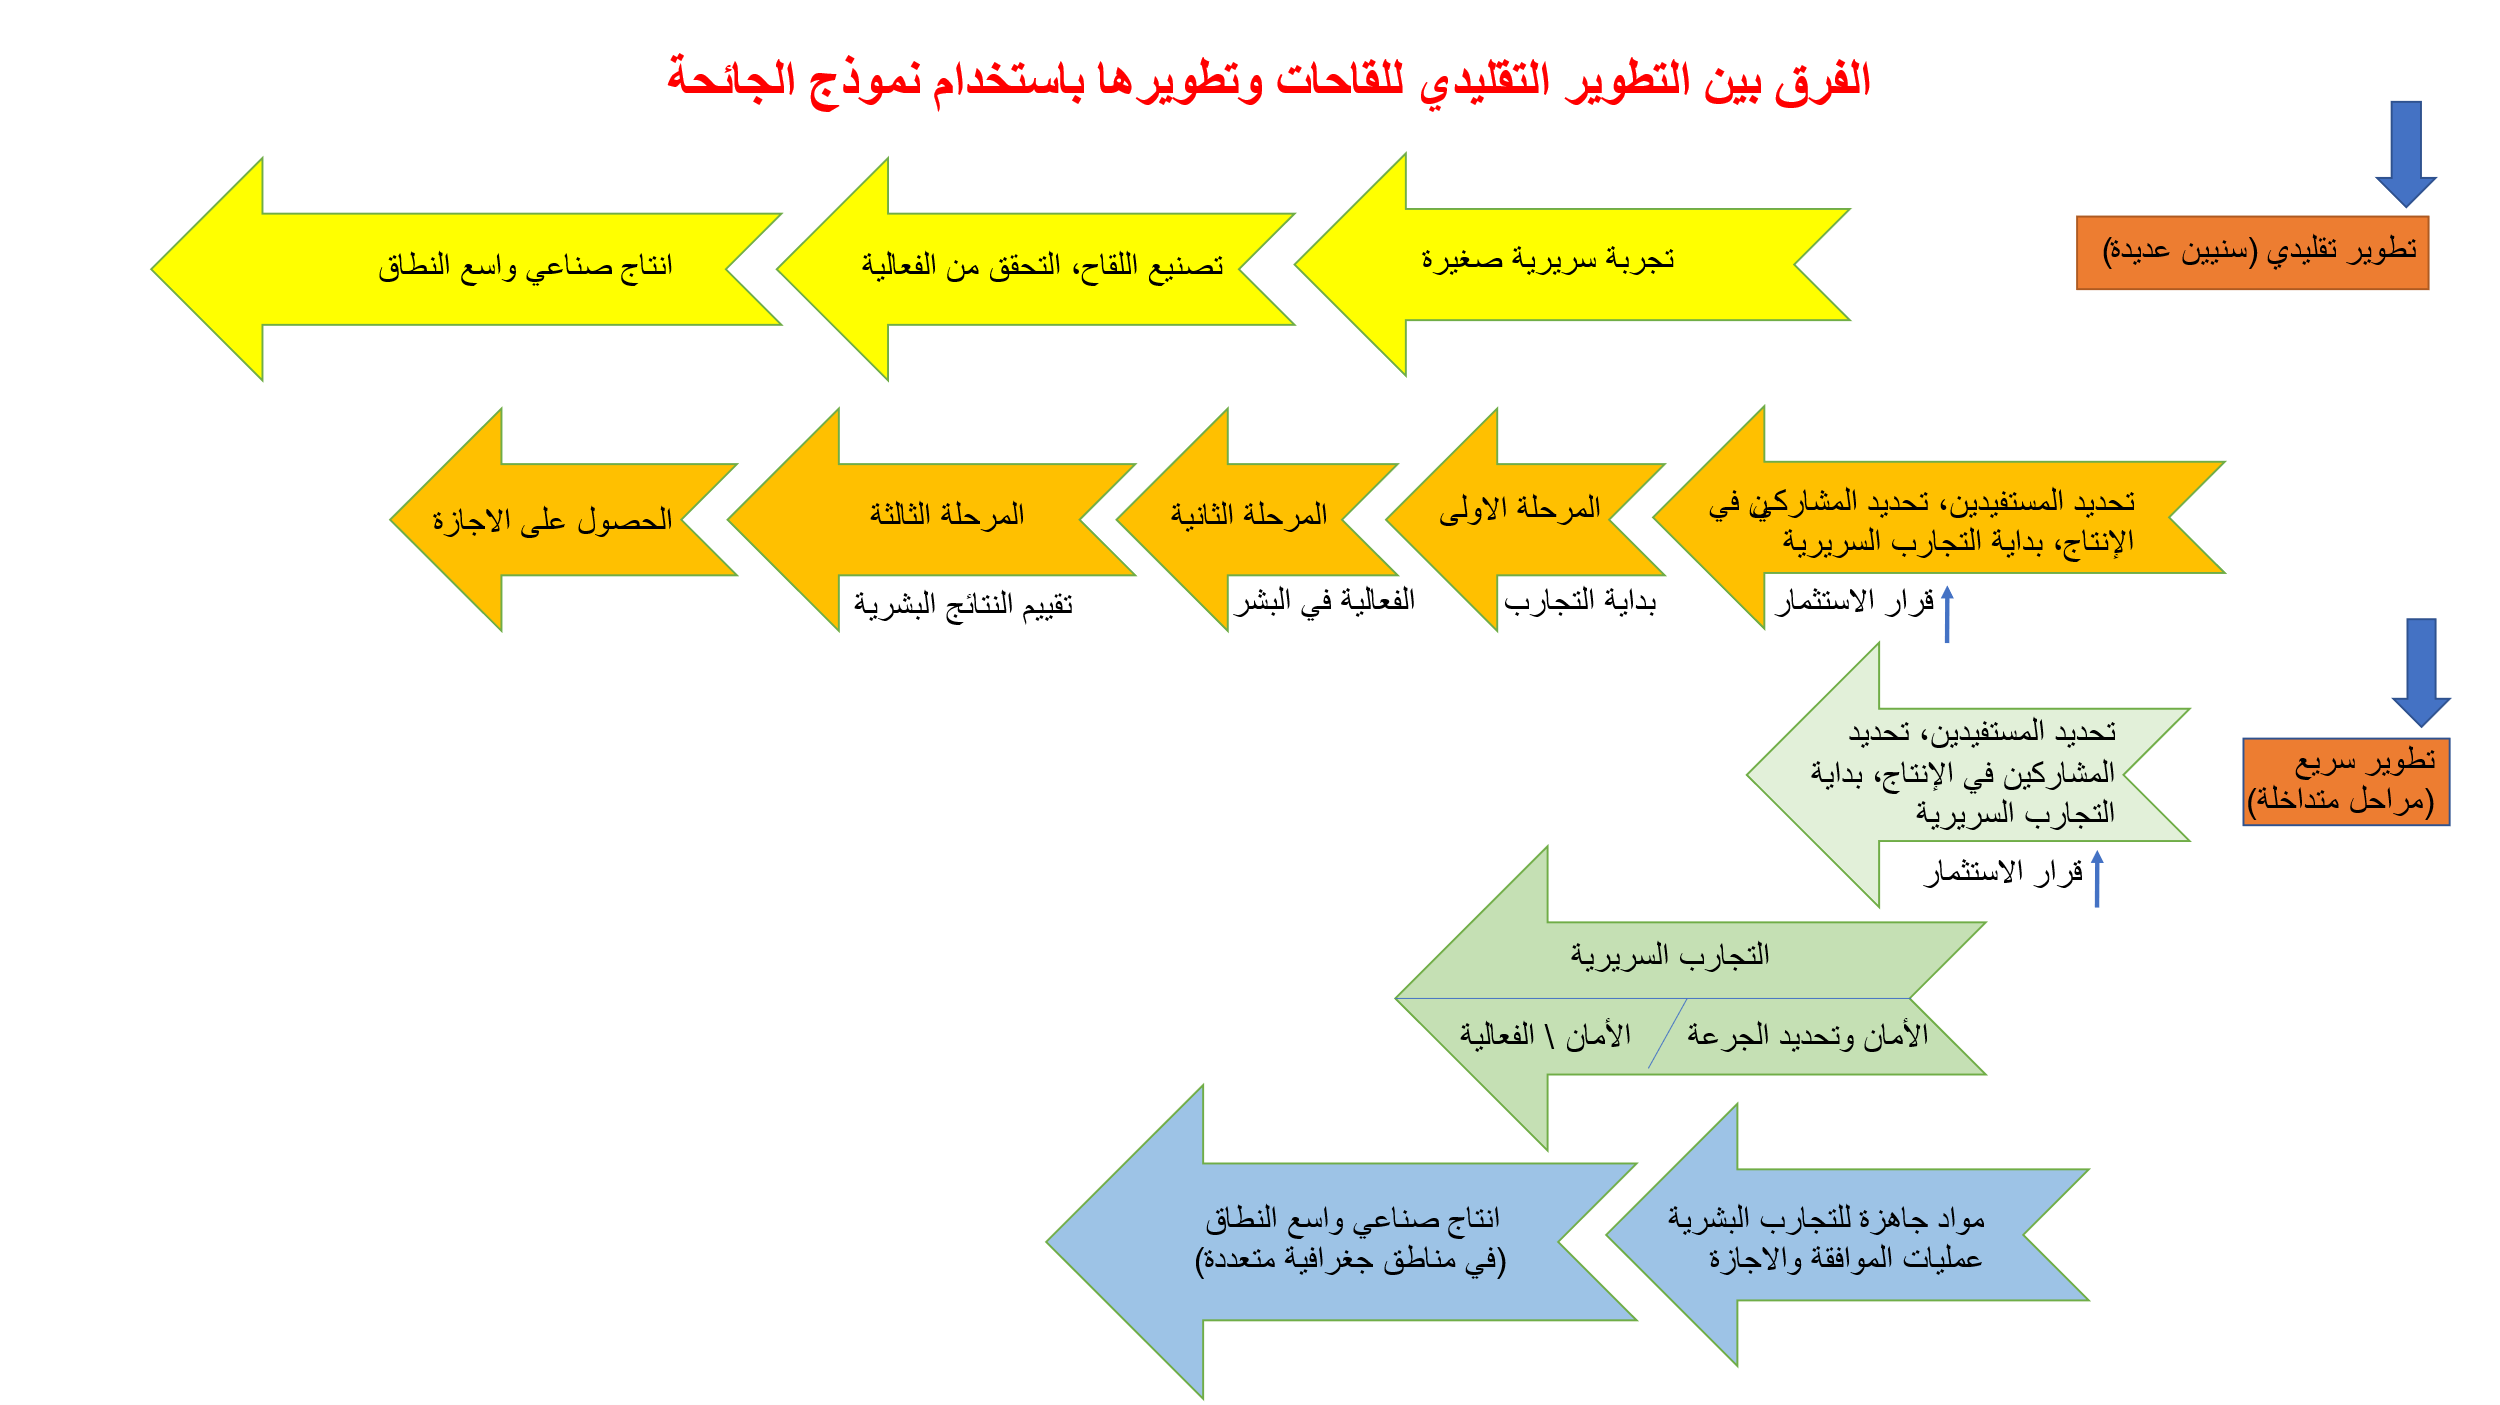 الفرق بين التطوير التقليدي للقاحات وتطويرها باستخدام نموذج الجائحة
تطوير تقليدي (سنيين عديدة)
تجربة سريرية صغيرة
تصنيع اللقاح، التحقق من الفعالية
انتاج صناعي واسع النطاق
تحديد المستفيدين، تحديد المشاركين في
الإنتاج، بداية التجارب السريرية
المرحلة الاولى
المرحلة الثانية
المرحلة الثالثة
الحصول على الاجازة
قرار الاستثمار
بداية التجارب
الفعالية في البشر
تقييم النتائج البشرية
تطوير سريع
(مراحل متداخلة)
تحديد المستفيدين، تحديد
المشاركين في الإنتاج، بداية
التجارب السريرية
قرار الاستثمار
التجارب السريرية
الأمان وتحديد الجرعة
الأمان \ الفعالية
مواد جاهزة للتجارب البشرية
عمليات الموافقة والاجازة
انتاج صناعي واسع النطاق
(في مناطق جغرافية متعددة)